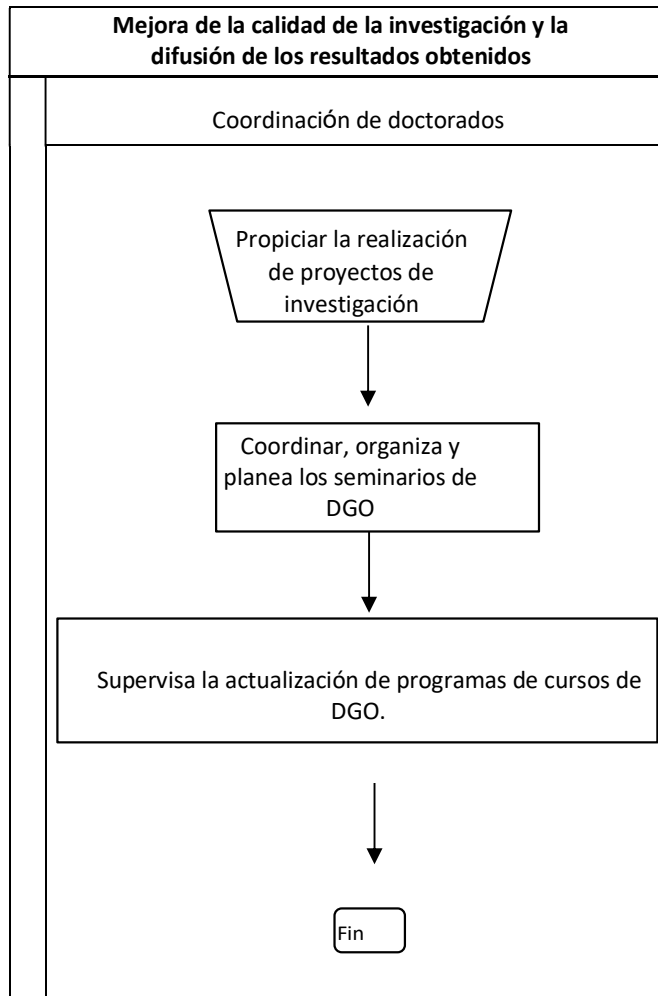 Mejora de la calidad de la investigación y la
difusión de los resultados obtenidos
Coordinación de doctorados
Propiciar la realización
de proyectos de
investigación
Coordinar, organiza y
planea los seminarios de
DGO
Supervisa la actualización de programas de cursos de
DGO.
Fin